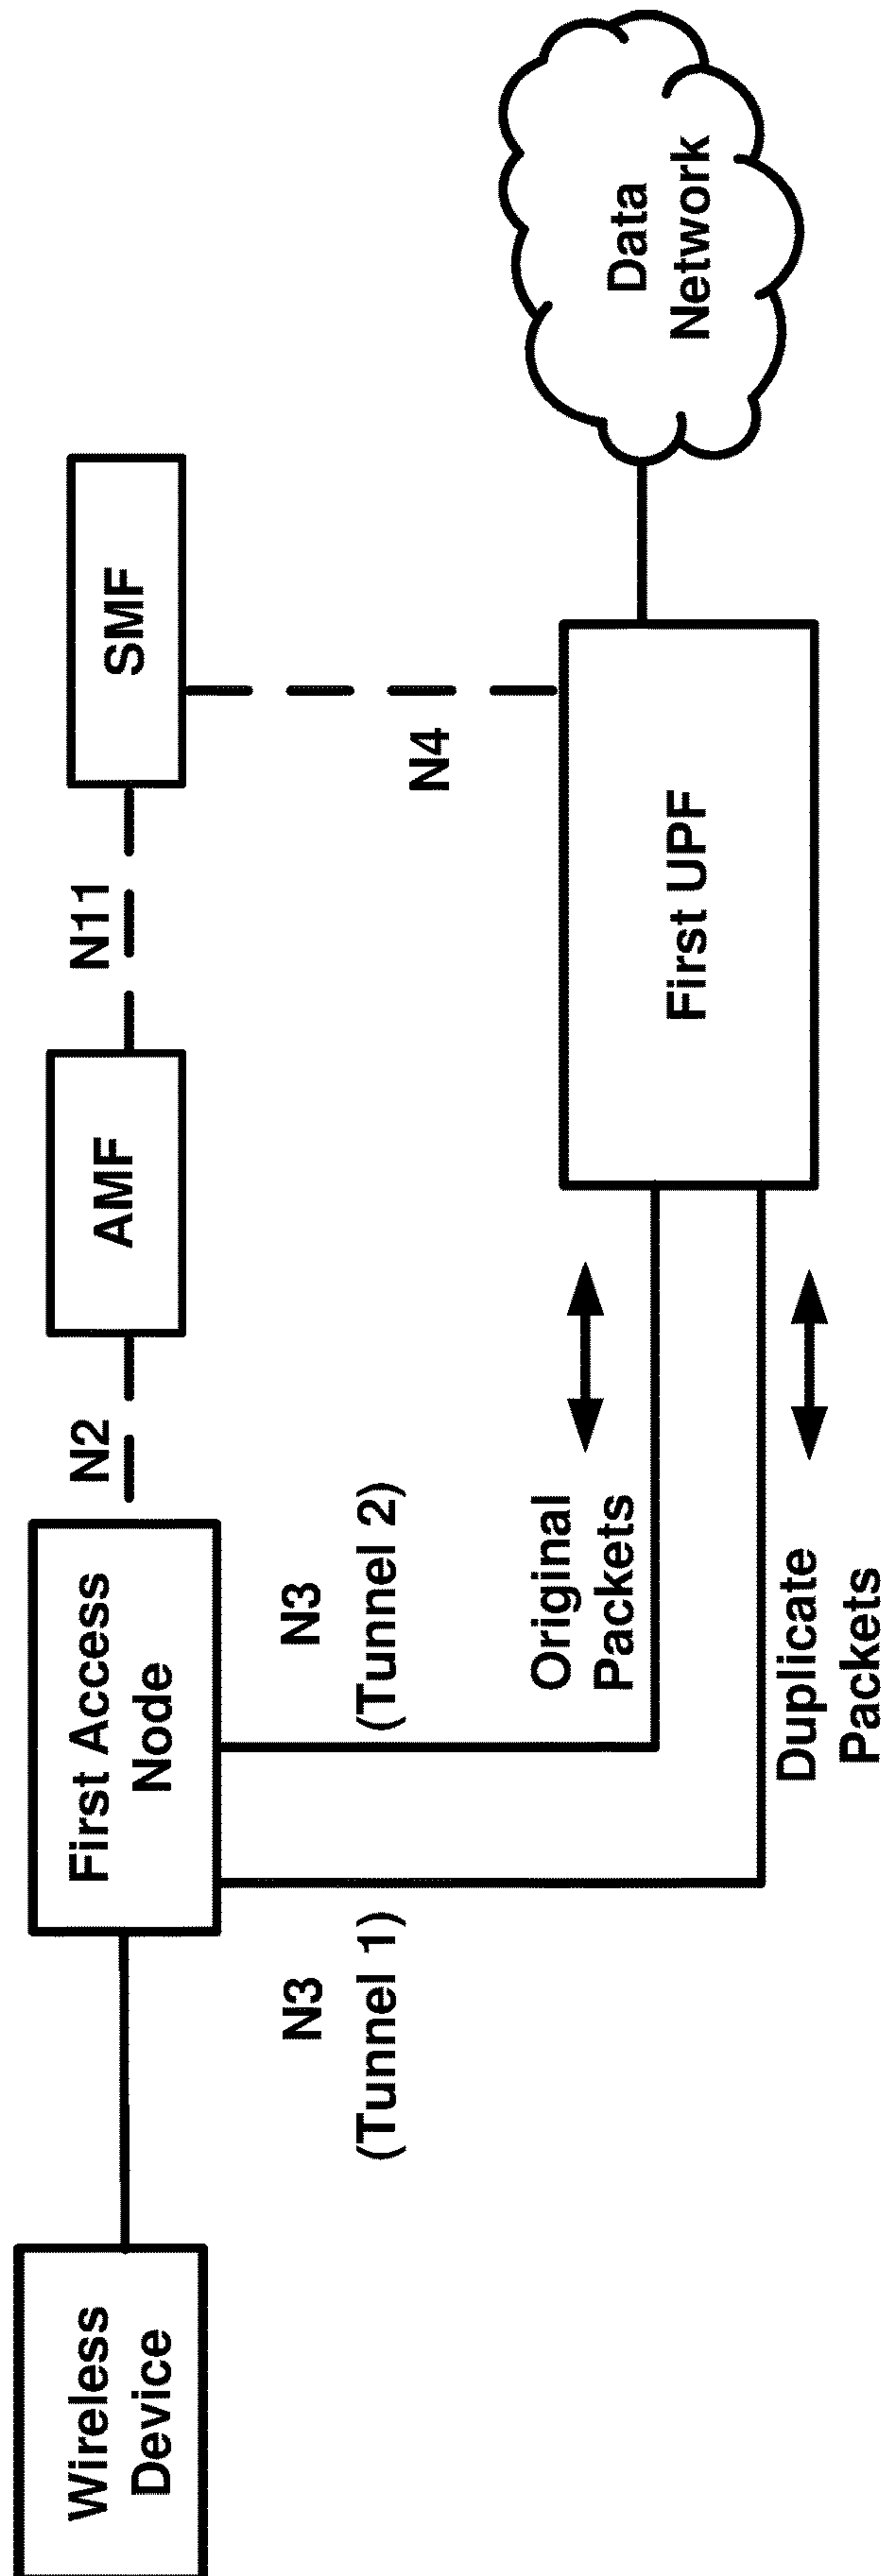 Wireless
Device
First Access
Node
N2
AMF
N11
SMF
N3
(Tunnel 1)
N3
(Tunnel 2)
N4
Original
Packets
Duplicate
Packets
First UPF
Data
Network